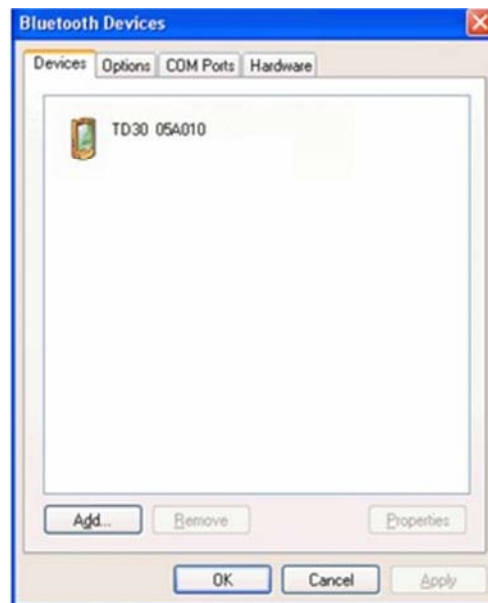 Bluetooth Devices
Devices Options COM Ports Hardware
TD30 05A010
Add... Remove Properties
OK Cancel Apply